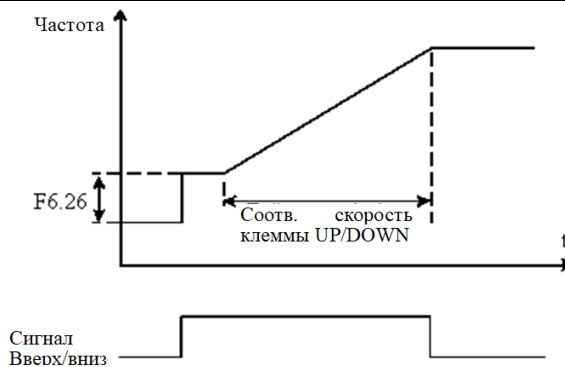 Частота
F6.26
Соотв. скорость
клеммы UP/DOWN
t
Сигнал
Вверх/вниз